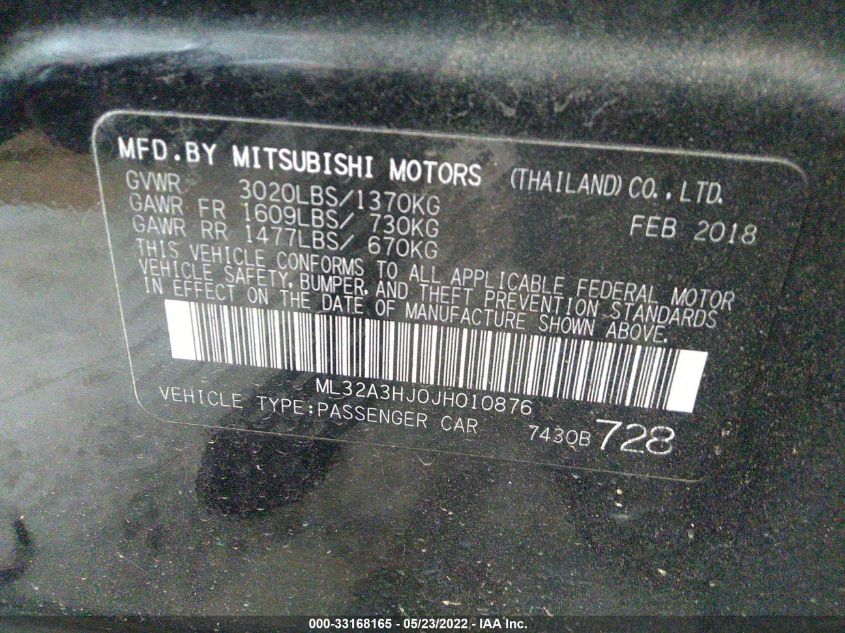 MFD.BY MITSUBISHI MOTORS (THAILAND) CO.,LTD.
GVWR 3020LBS/1370KG FEB 2018
GAWR FR 1609LBS/ 730KG
GAWR RR 1477LBS/ 670KG
THIS VEHICLE CONFORMS TO ALL APPLICABLE FEDERAL MOTOR
VEHICLE SAFETY, BUMPER, AND THEFT PREVENTION STANDARDS
IN EFFECT ON THE DATE OF MANUFACTURE SHOWN ABOVE.
ML32A3HJ0JH010876
VEHICLE TYPE:PASSENGER CAR 7430B 728
000-33168165 - 05/23/2022 - IAA Inc.